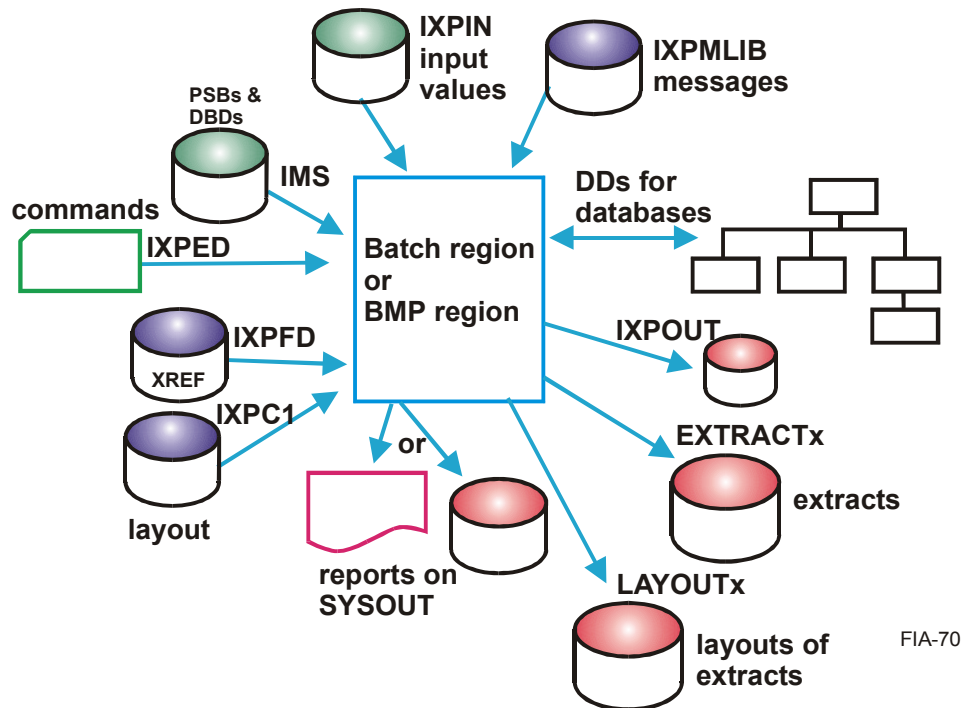 IXPIN
input
values
IXPMLIB
messages
PSBs &
DBDs
IMS
commands
IXPED
DDs for
databases
Batch region
or
BMP region
IXPFD
XREF
IXPOUT
IXPC1
layout
or
EXTRACTx
extracts
reports on
SYSOUT
LAYOUTx
layouts of
extracts
FIA-70